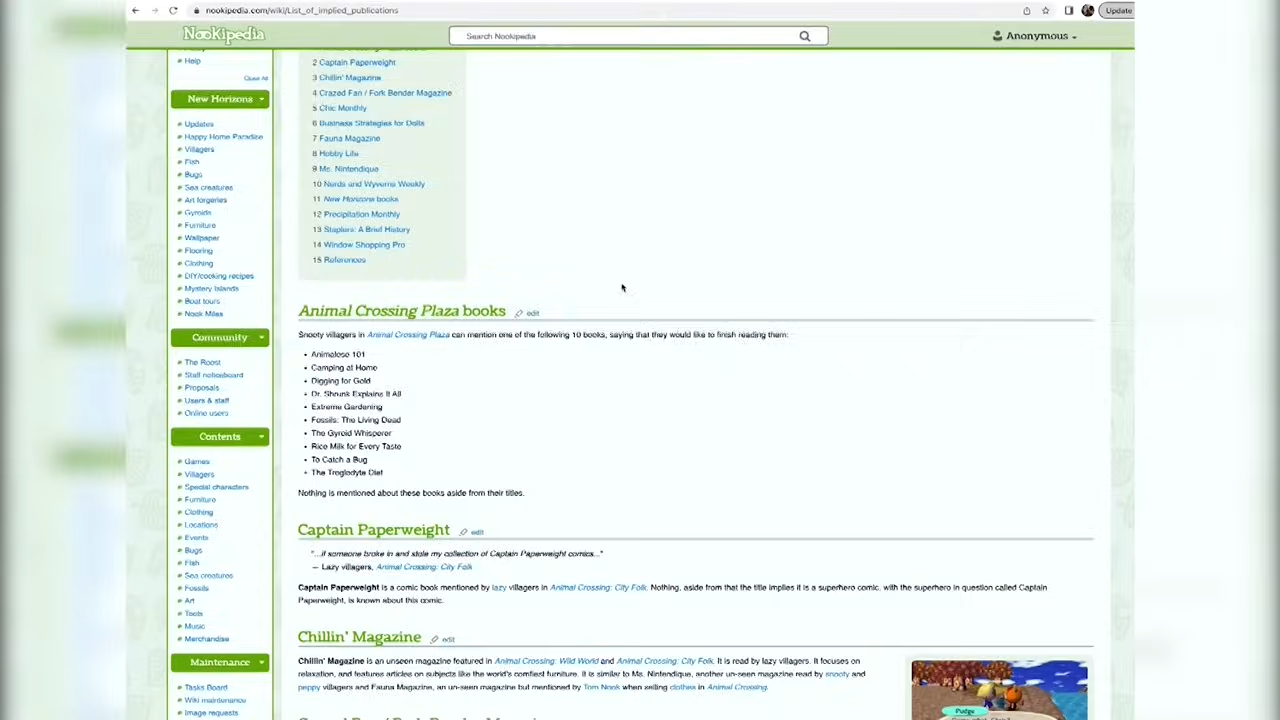 nookipedia.com/wiki/List_of_implied_publications
Update
Nookipedia
Search Nookipedia
Anonymous
Help
Close All
New Horizons
Updates
Happy Home Paradise
Villagers
Fish
Bugs
Sea creatures
Art forgeries
Gyroids
Furniture
Wallpaper
Flooring
Clothing
DIY/cooking recipes
Mystery Islands
Boat tours
Nook Miles
Community
The Roost
Staff noticeboard
Proposals
Users & staff
Online users
Contents
Games
Villagers
Special characters
Furniture
Clothing
Locations
Events
Bugs
Fish
Sea creatures
Fossils
Art
Tools
Music
Merchandise
Maintenance
Tasks Board
Wiki maintenance
Image requests
2 Captain Paperweight
3 Chillin' Magazine
4 Crazed Fan / Fork Bender Magazine
5 Chic Monthly
6 Business Strategies for Dolts
7 Fauna Magazine
8 Hobby Life
9 Ms. Nintendique
10 Nerds and Wyverns Weekly
11 New Horizons books
12 Precipitation Monthly
13 Staplers: A Brief History
14 Window Shopping Pro
15 References
Animal Crossing Plaza books edit
Snooty villagers in Animal Crossing Plaza can mention one of the following 10 books, saying that they would like to finish reading them:
• Animalese 101
• Camping at Home
• Digging for Gold
• Dr. Shrunk Explains It All
• Extreme Gardening
• Fossils: The Living Dead
• The Gyroid Whisperer
• Rice Milk for Every Taste
• To Catch a Bug
• The Troglodyte Diet
Nothing is mentioned about these books aside from their titles.
Captain Paperweight edit
"...if someone broke in and stole my collection of Captain Paperweight comics..."
— Lazy villagers, Animal Crossing: City Folk
Captain Paperweight is a comic book mentioned by lazy villagers in Animal Crossing: City Folk. Nothing, aside from that the title implies it is a superhero comic, with the superhero in question called Captain
Paperweight, is known about this comic.
Chillin' Magazine edit
Chillin' Magazine is an unseen magazine featured in Animal Crossing: Wild World and Animal Crossing: City Folk. It is read by lazy villagers. It focuses on
relaxation, and features articles on subjects like the world's comfiest furniture. It is similar to Ms. Nintendique, another un-seen magazine read by snooty and
peppy villagers and Fauna Magazine, an un-seen magazine but mentioned by Tom Nook when selling clothes in Animal Crossing.
Pudge